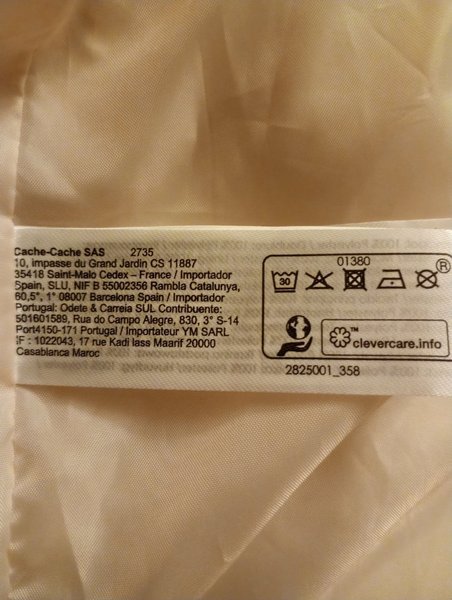 Cache-Cache SAS 2735
10, impasse du Grand Jardin CS 11887
35418 Saint-Malo Cedex – France / Importador
Spain, SLU, NIF B 55002356 Rambla Catalunya,
60,5°, 1° 08007 Barcelona Spain / Importador
Portugal: Odete & Carreia SUL Contribuente:
501601589, Rua do Campo Alegre, 830, 3° S-14
Port4150-171 Portugal / Importateur YM SARL
IF : 1022043, 17 rue Kadi Iass Maarif 20000
Casablanca Maroc
01380
30
®
™
clevercare.info
2825001_358